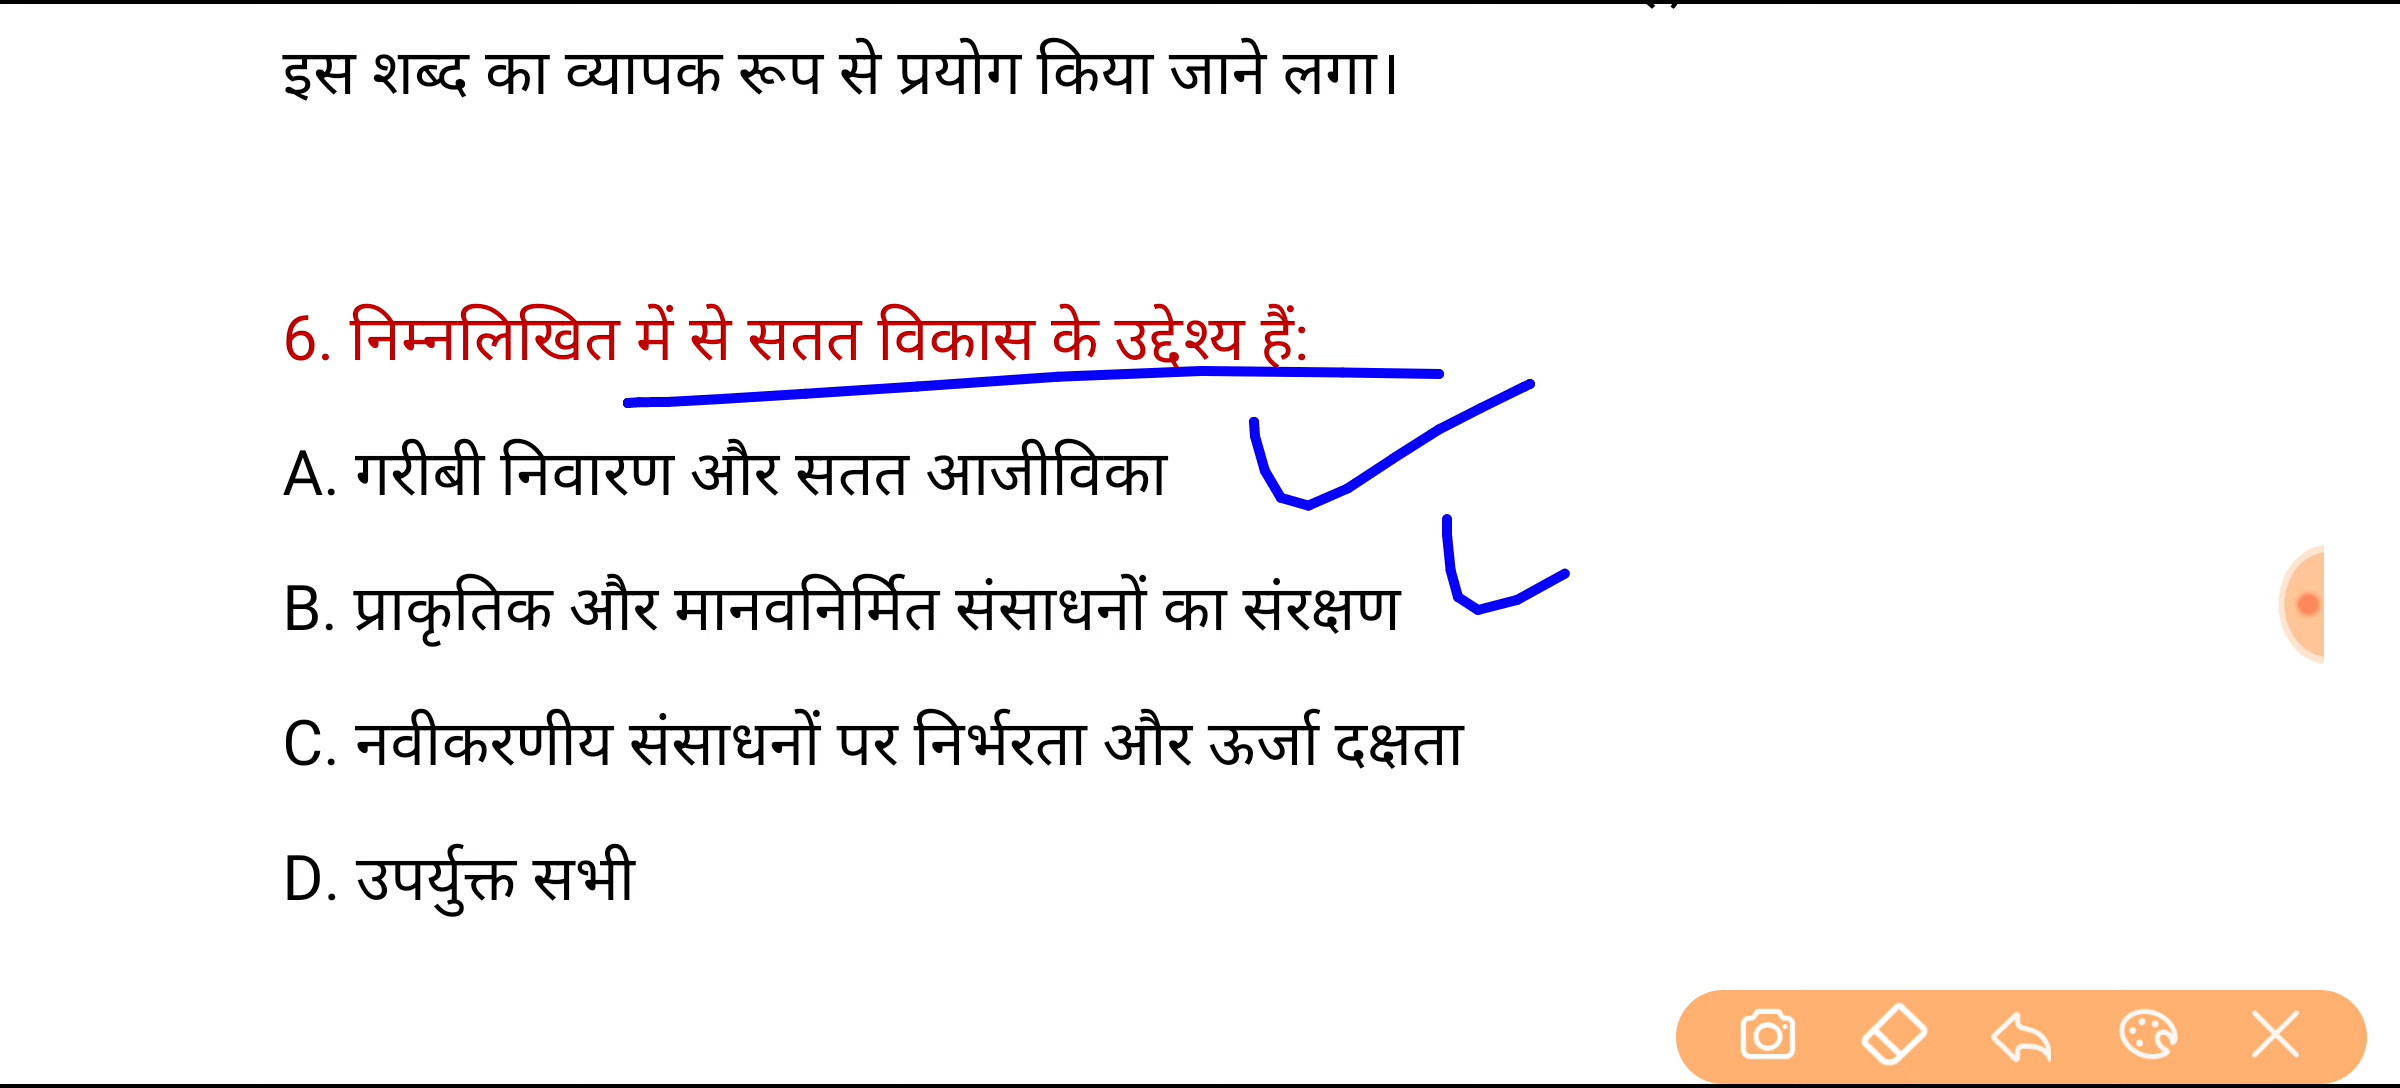 इस शब्द का व्यापक रूप से प्रयोग किया जाने लगा।
6. निम्नलिखित में से सतत विकास के उद्देश्य हैं:
A. गरीबी निवारण और सतत आजीविका
B. प्राकृतिक और मानवनिर्मित संसाधनों का संरक्षण
C. नवीकरणीय संसाधनों पर निर्भरता और ऊर्जा दक्षता
D. उपर्युक्त सभी